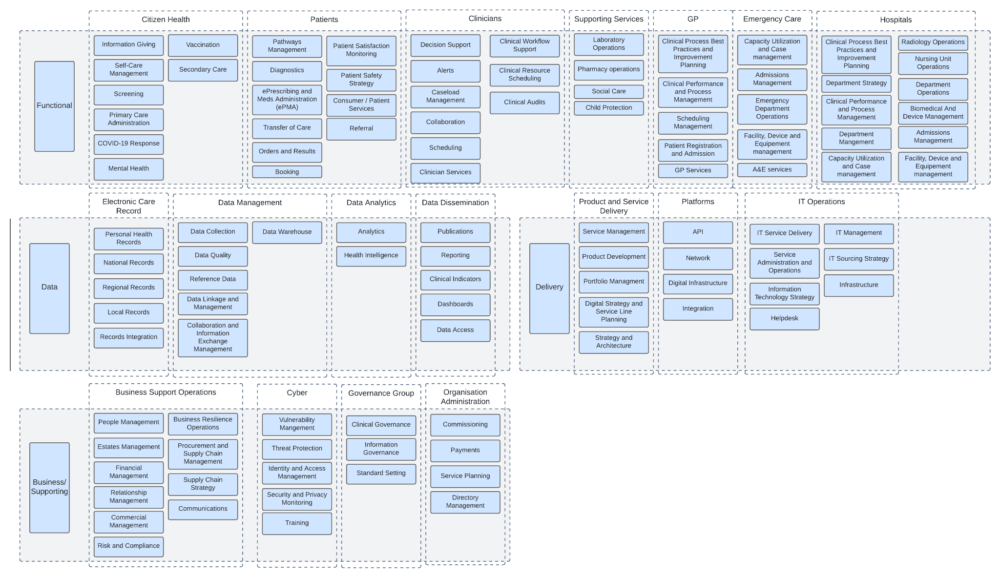 Functional
Citizen Health
Information Giving
Self-Care
Management
Screening
Primary Care
Administration
COVID-19 Response
Mental Health
Vaccination
Secondary Care
Patients
Pathways
Management
Diagnostics
ePrescribing and
Meds Administration
(ePMA)
Transfer of Care
Orders and Results
Booking
Patient Satisfaction
Monitoring
Patient Safety
Strategy
Consumer / Patient
Services
Referral
Clinicians
Decision Support
Alerts
Caseload
Management
Collaboration
Scheduling
Clinician Services
Clinical Workflow
Support
Clinical Resource
Scheduling
Clinical Audits
Supporting Services
Laboratory
Operations
Pharmacy operations
Social Care
Child Protection
GP
Clinical Process Best
Practices and
Improvement
Planning
Clinical Performance
and Process
Management
Scheduling
Management
Patient Registration
and Admission
GP Services
Emergency Care
Capacity Utilization
and Case
management
Admissions
Management
Emergency
Department
Operations
Facility, Device and
Equipement
management
A&E services
Hospitals
Clinical Process Best
Practices and
Improvement
Planning
Department Strategy
Clinical Performance
and Process
Management
Department
Mangement
Capacity Utilization
and Case
management
Radiology Operations
Nursing Unit
Operations
Department
Operations
Biomedical And
Device Management
Admissions
Management
Facility, Device and
Equipement
management
Data
Electronic Care
Record
Personal Health
Records
National Records
Regional Records
Local Records
Records Integration
Data Management
Data Collection
Data Quality
Reference Data
Data Linkage and
Management
Collaboration and
Information
Exchange
Management
Data Warehouse
Data Analytics
Analytics
Health Intelligence
Data Dissemination
Publications
Reporting
Clinical Indicators
Dashboards
Data Access
Delivery
Product and Service
Delivery
Service Management
Product Development
Portfolio Managment
Digital Strategy and
Service Line
Planning
Strategy and
Architecture
Platforms
API
Network
Digital Infrastructure
Integration
IT Operations
IT Service Delivery
Service
Administration and
Operations
Information
Technology Strategy
Helpdesk
IT Management
IT Sourcing Strategy
Infrastructure
Business/
Supporting
Business Support Operations
People Management
Estates Management
Financial
Management
Relationship
Management
Commercial
Management
Risk and Compliance
Business Resilience
Operations
Procurement and
Supply Chain
Management
Supply Chain
Strategy
Communications
Cyber
Vulnerability
Mangement
Threat Protection
Identity and Access
Management
Security and Privacy
Monitoring
Training
Governance Group
Clinical Governance
Information
Governance
Standard Setting
Organisation
Administration
Commissioning
Payments
Service Planning
Directory
Management